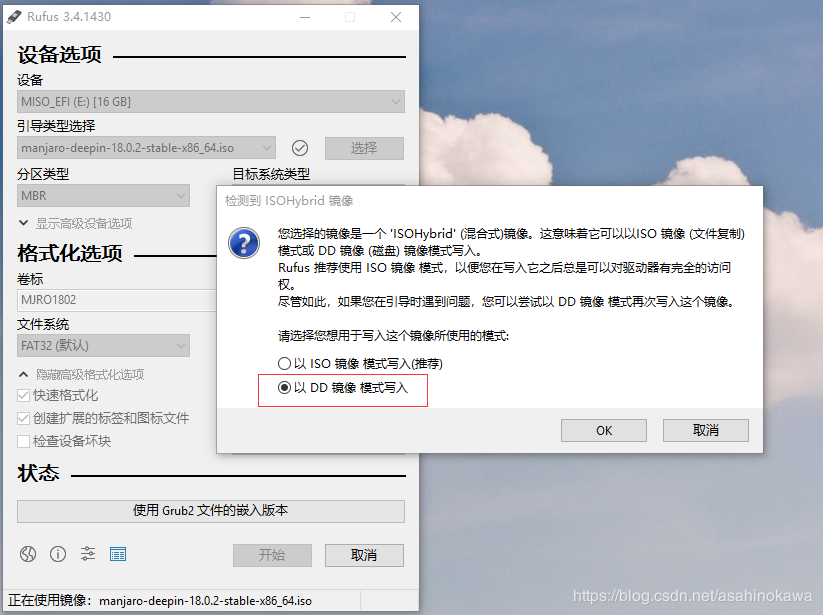 Rufus 3.4.1430
设备选项
设备
MISO_EFI (E:) [16 GB]
引导类型选择
manjaro-deepin-18.0.2-stable-x86_64.iso
选择
分区类型
目标系统类型
MBR
显示高级设备选项
格式化选项
卷标
MJRO1802
文件系统
FAT32 (默认)
隐藏高级格式化选项
快速格式化
创建扩展的标签和图标文件
检查设备坏块
状态
使用 Grub2 文件的嵌入版本
开始
取消
正在使用镜像：manjaro-deepin-18.0.2-stable-x86_64.iso
检测到 ISOHybrid 镜像
您选择的镜像是一个 'ISOHybrid' (混合式)镜像。这意味着它可以以ISO 镜像 (文件复制)
模式或 DD 镜像 (磁盘) 镜像模式写入。
Rufus 推荐使用 ISO 镜像 模式，以便您在写入它之后总是可以对驱动器有完全的访问
权。
尽管如此，如果您在引导时遇到问题，您可以尝试以 DD 镜像 模式再次写入这个镜像。
请选择您想用于写入这个镜像所使用的模式:
以 ISO 镜像 模式写入(推荐)
以 DD 镜像 模式写入
OK
取消
https://blog.csdn.net/asahinokawa